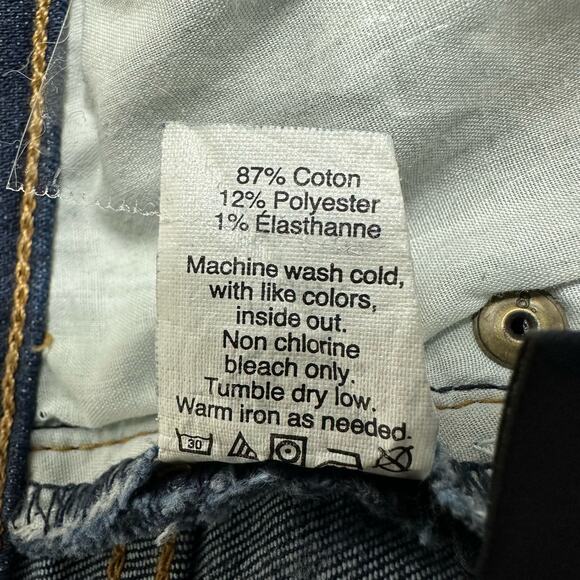 87% Coton
12% Polyester
1% Élasthanne
Machine wash cold,
with like colors,
inside out.
Non chlorine
bleach only.
Tumble dry low.
Warm iron as needed.
30